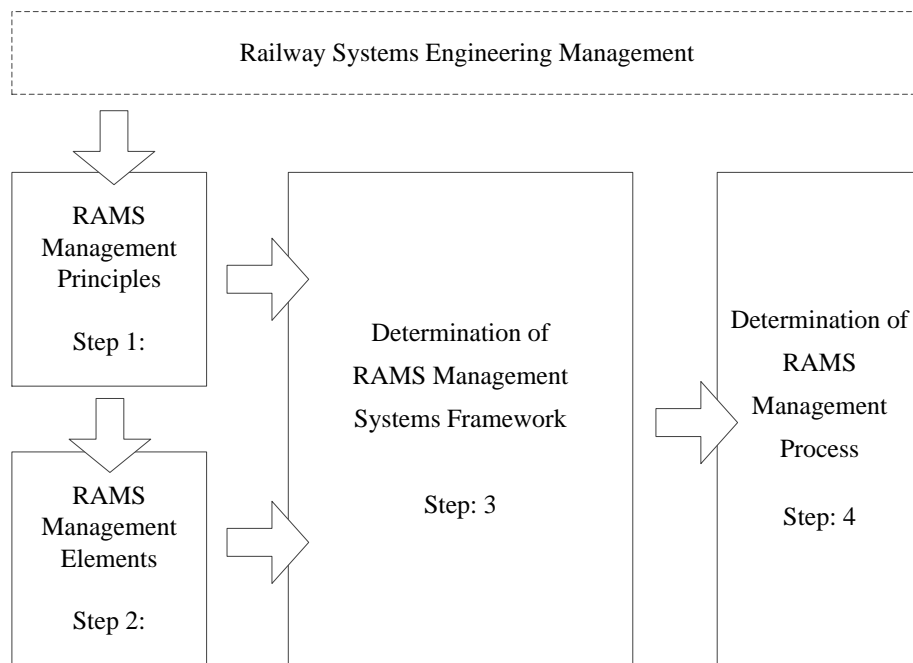 Railway Systems Engineering Management
RAMS
Management
Principles
Step 1:
RAMS
Management
Elements
Step 2:
Determination of
RAMS Management
Systems Framework
Step: 3
Determination of
RAMS
Management
Process
Step: 4